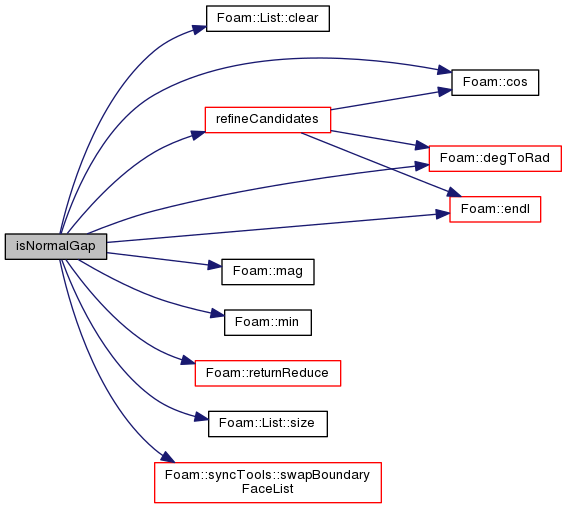 Foam::List::clear
Foam::cos
refineCandidates
Foam::degToRad
Foam::endl
isNormalGap
Foam::mag
Foam::min
Foam::returnReduce
Foam::List::size
Foam::syncTools::swapBoundary
FaceList